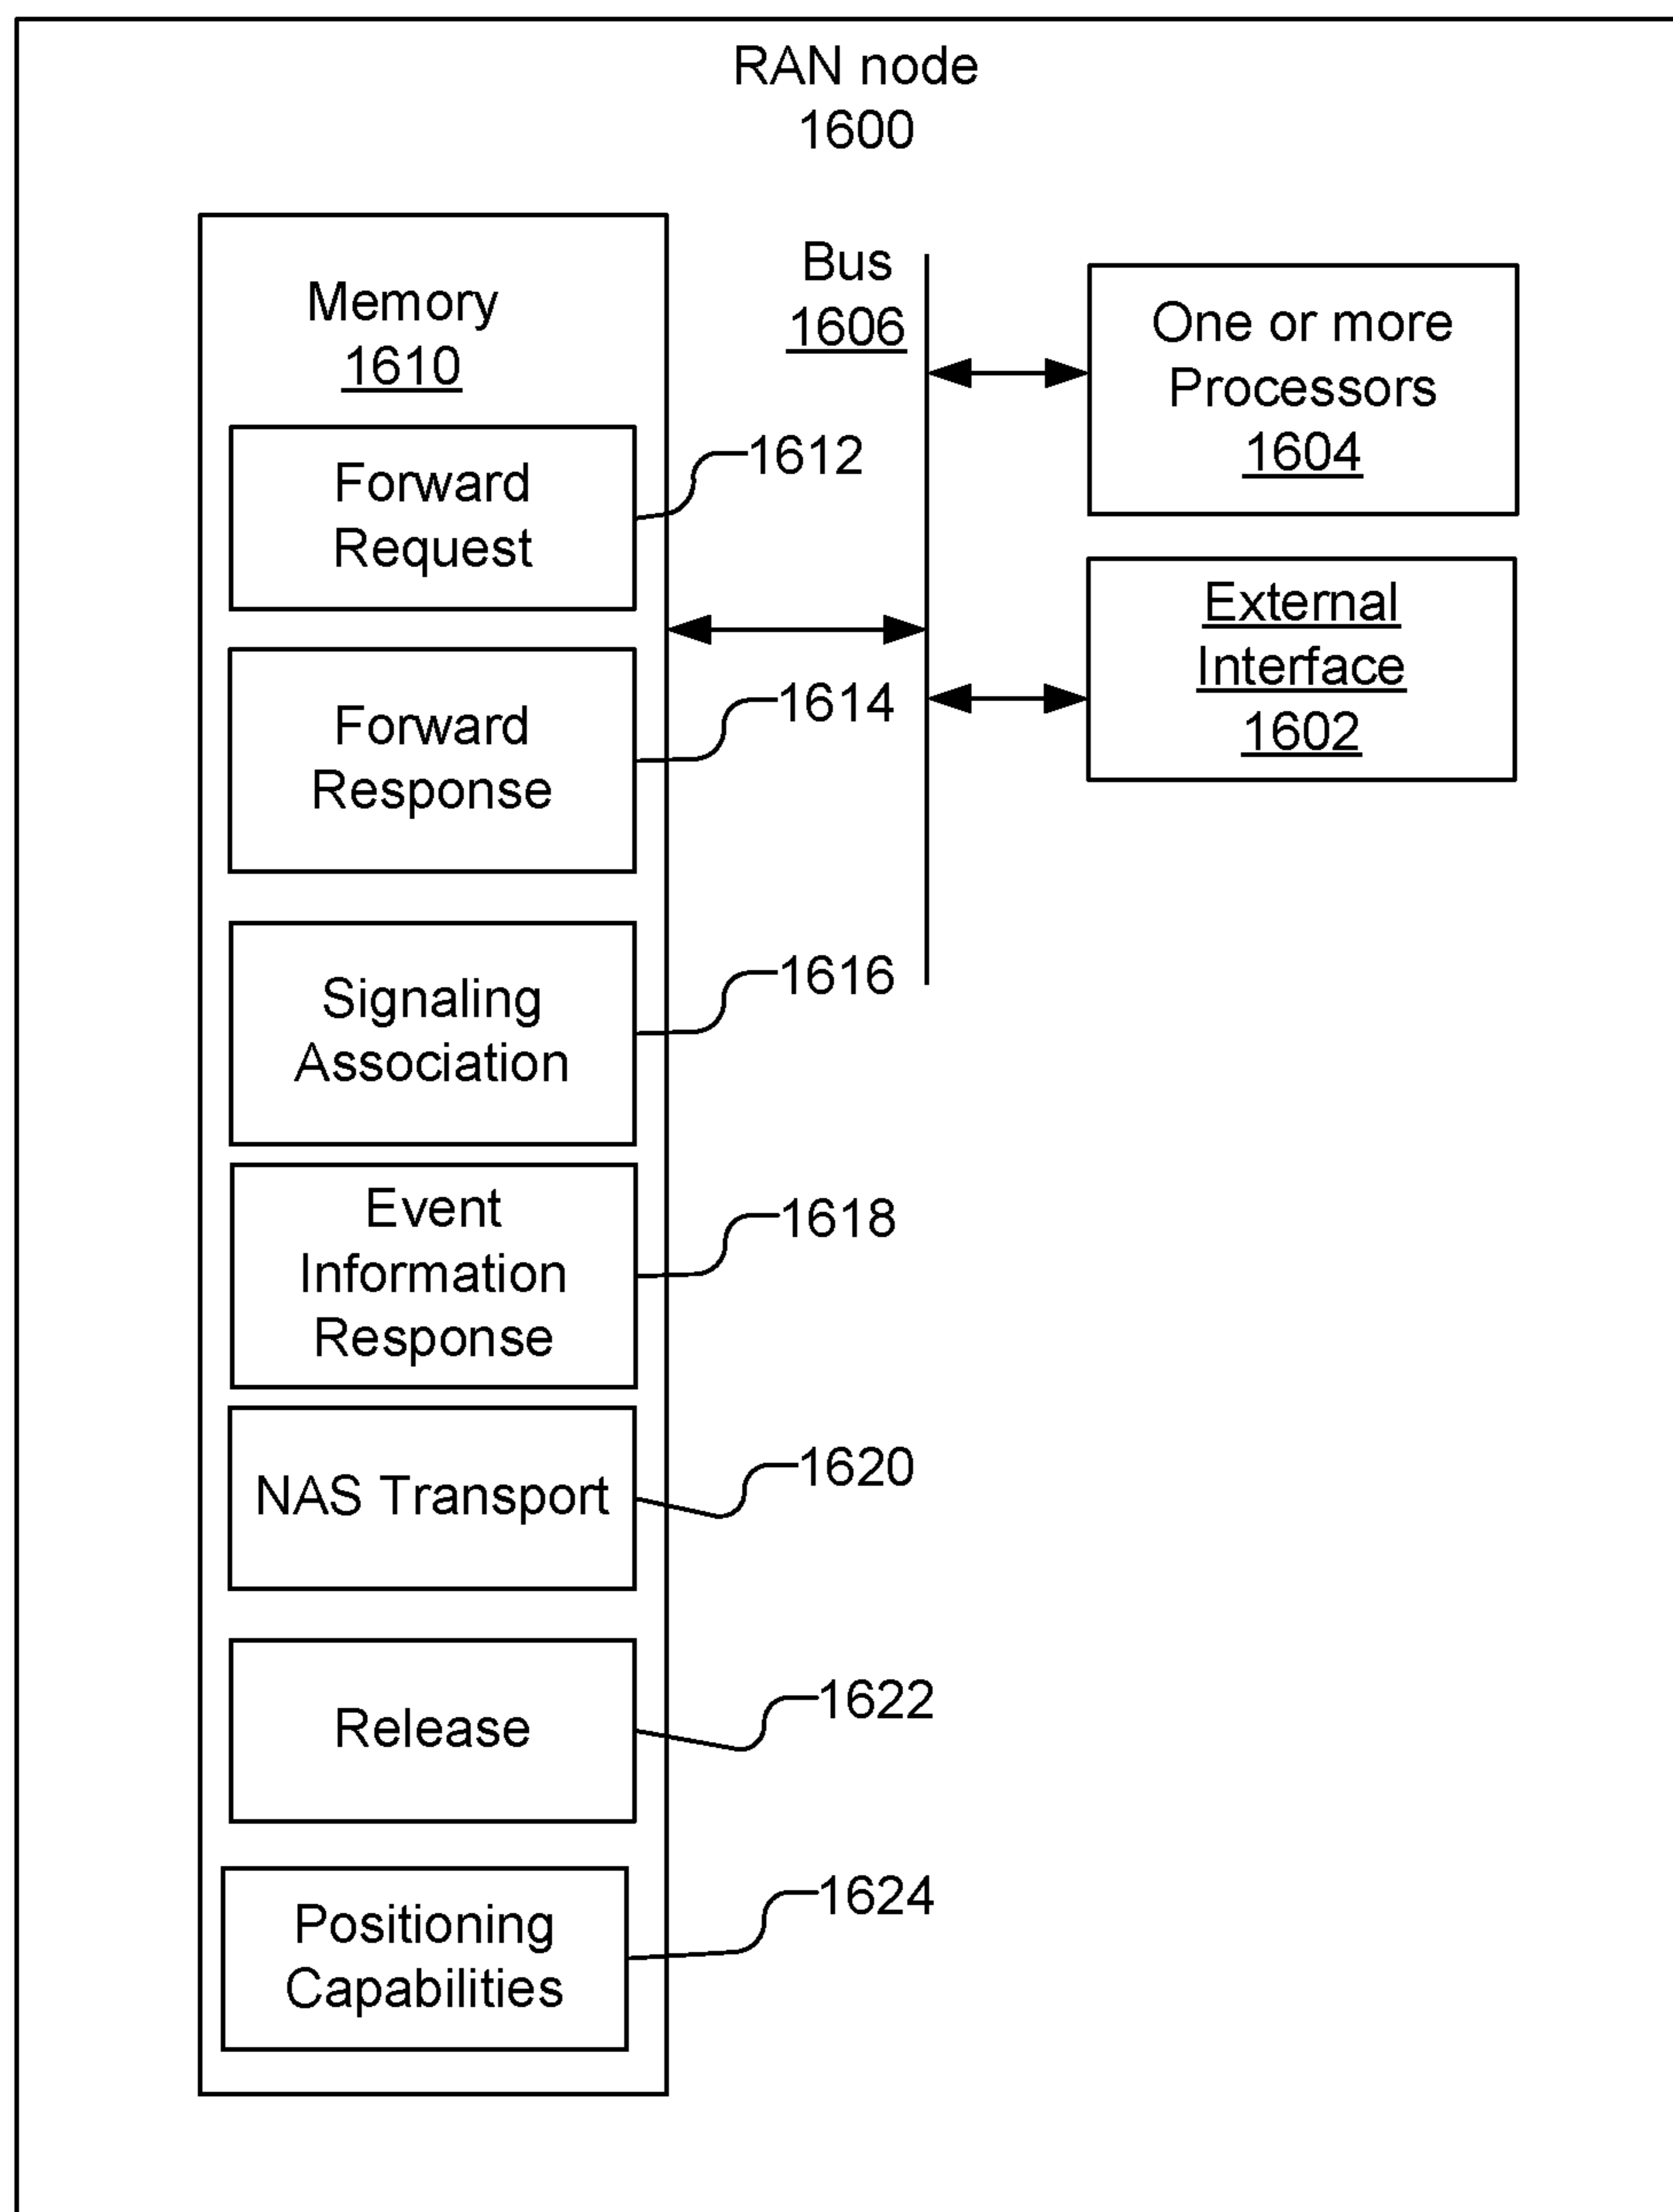 RAN node
1600
Memory
1610
Bus
1606
One or more
Processors
1604
External
Interface
1602
Forward
Request
1612
Forward
Response
1614
Signaling
Association
1616
Event
Information
Response
1618
NAS Transport
1620
Release
1622
Positioning
Capabilities
1624